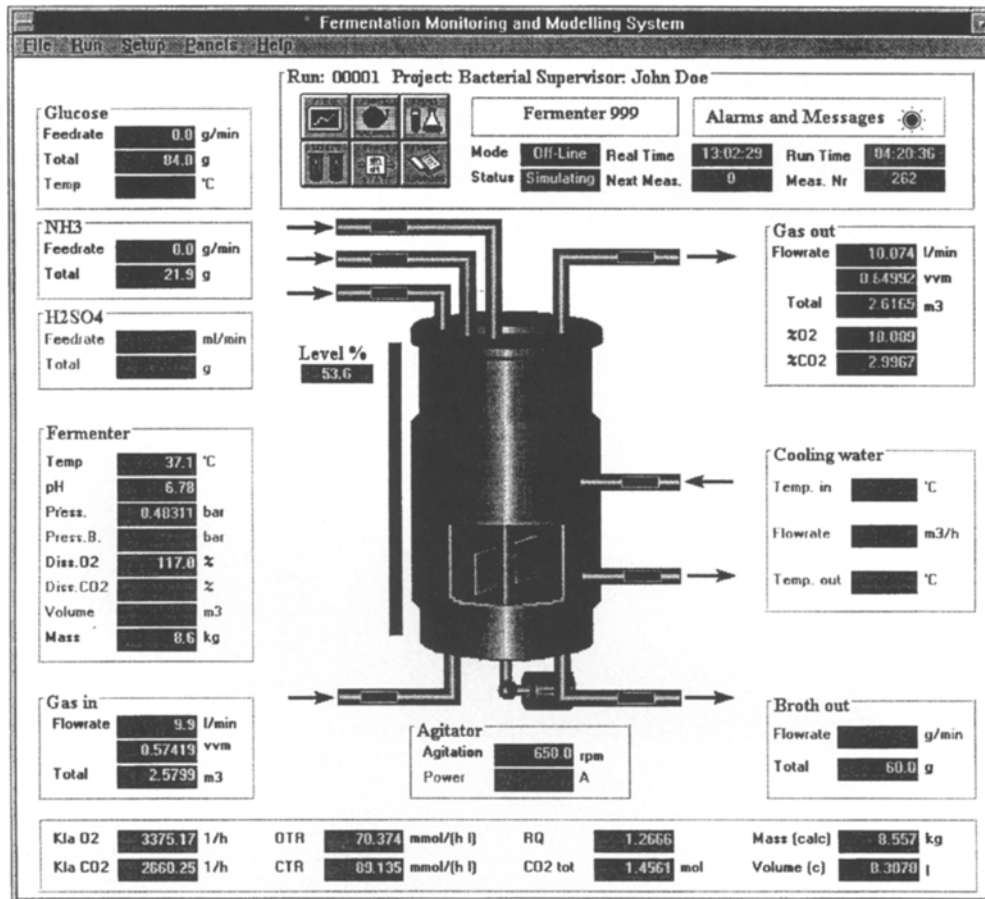 Fermentation Monitoring and Modelling System
File Run Setup Panels Help
Run: 00001 Project: Bacterial Supervisor: John Doe
Fermenter 999
Alarms and Messages
Mode Off-Line Real Time 13:02:29 Run Time 04:20:36
Status Simulating Next Meas. 0 Meas. Nr 262
Glucose
Feedrate 0.0 g/min
Total 84.0 g
Temp °C
NH3
Feedrate 0.0 g/min
Total 21.9 g
H2SO4
Feedrate ml/min
Total g
Level %
53.6
Gas out
Flowrate 10.074 l/min
0.64992 vvm
Total 2.6165 m3
%O2 18.009
%CO2 2.9967
Fermenter
Temp 37.1 °C
pH 6.78
Press. 0.40311 bar
Press.B. bar
Diss.O2 117.0 %
Diss.CO2 %
Volume m3
Mass 8.6 kg
Cooling water
Temp. in °C
Flowrate m3/h
Temp. out °C
Gas in
Flowrate 9.9 l/min
0.57419 vvm
Total 2.5799 m3
Agitator
Agitation 650.0 rpm
Power A
Broth out
Flowrate g/min
Total 60.0 g
Kla O2 3375.17 1/h OTR 70.374 mmol/(h l) RQ 1.2666 Mass (calc) 8.557 kg
Kla CO2 2660.25 1/h CTR 89.135 mmol/(h l) CO2 tot 1.4561 mol Volume (c) 8.3078 l